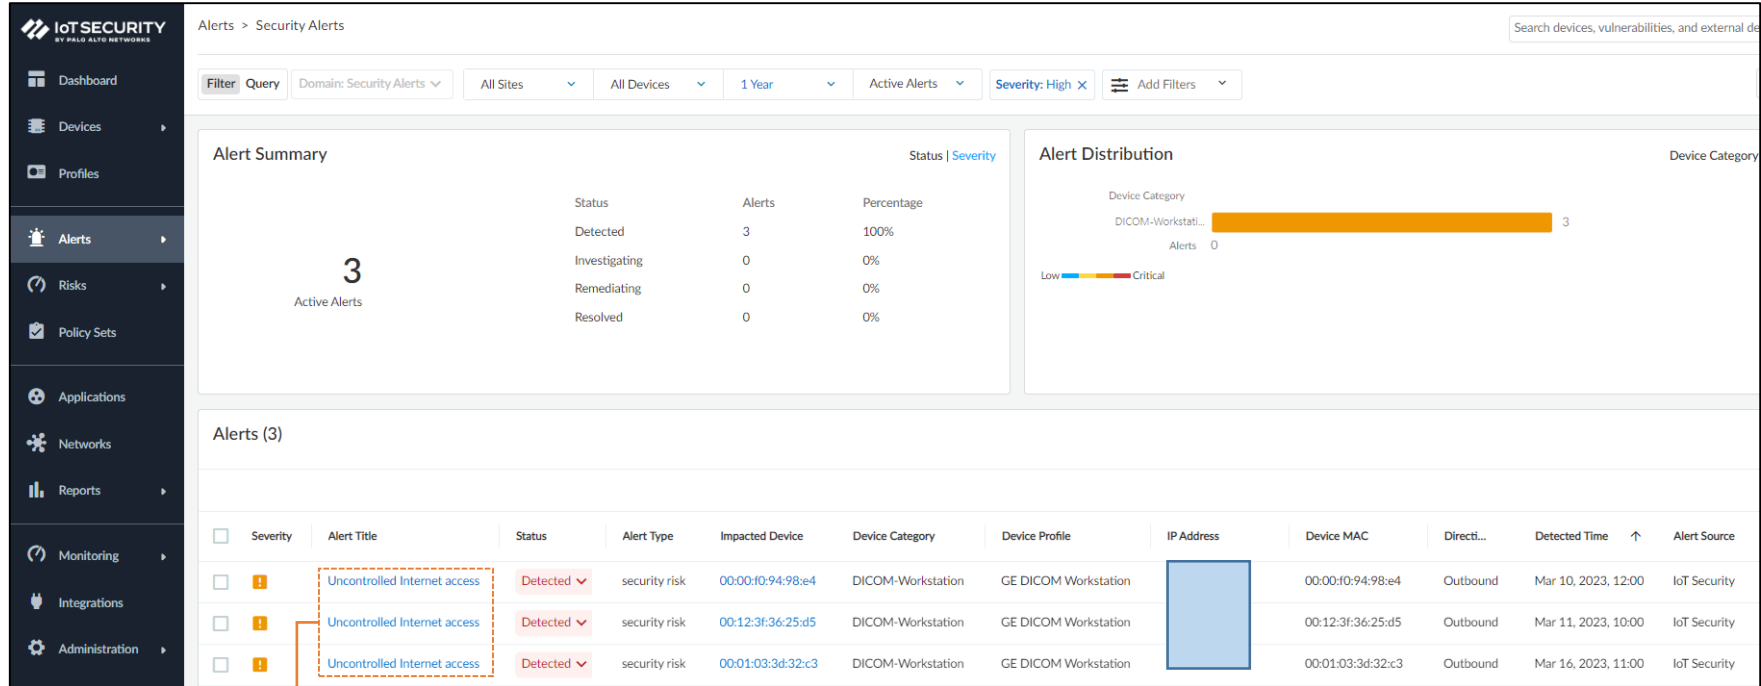 IoT SECURITY
BY PALO ALTO NETWORKS
Dashboard
Devices
Profiles
Alerts
Risks
Policy Sets
Applications
Networks
Reports
Monitoring
Integrations
Administration
Alerts > Security Alerts
Search devices, vulnerabilities, and external de
Filter Query Domain: Security Alerts All Sites All Devices 1 Year Active Alerts Severity: High X Add Filters
Alert Summary Status | Severity
3
Active Alerts
Status Alerts Percentage
Detected 3 100%
Investigating 0 0%
Remediating 0 0%
Resolved 0 0%
Alert Distribution Device Category
Device Category
DICOM-Workstati... 3
Alerts 0
Low Critical
Alerts (3)
Severity Alert Title Status Alert Type Impacted Device Device Category Device Profile IP Address Device MAC Directi... Detected Time Alert Source
Uncontrolled Internet access Detected security risk 00:00:f0:94:98:e4 DICOM-Workstation GE DICOM Workstation 00:00:f0:94:98:e4 Outbound Mar 10, 2023, 12:00 IoT Security
Uncontrolled Internet access Detected security risk 00:12:3f:36:25:d5 DICOM-Workstation GE DICOM Workstation 00:12:3f:36:25:d5 Outbound Mar 11, 2023, 10:00 IoT Security
Uncontrolled Internet access Detected security risk 00:01:03:3d:32:c3 DICOM-Workstation GE DICOM Workstation 00:01:03:3d:32:c3 Outbound Mar 16, 2023, 11:00 IoT Security